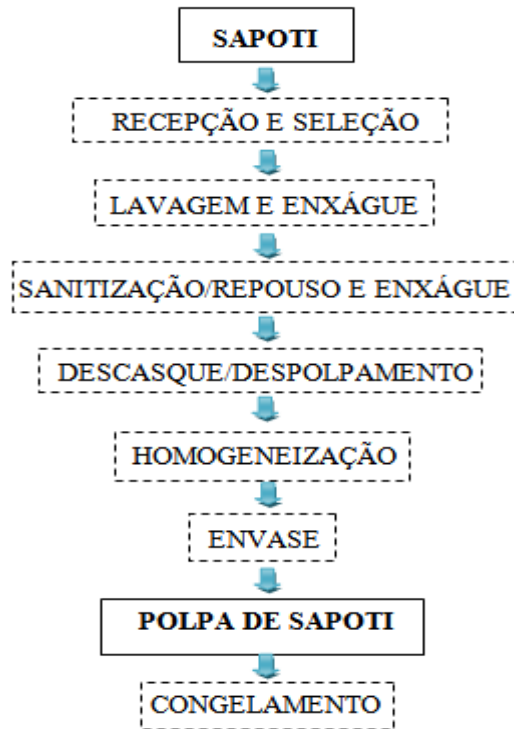 SAPOTI
RECEPÇÃO E SELEÇÃO
LAVAGEM E ENXÁGUE
SANITIZAÇÃO/REPOUSO E ENXÁGUE
DESCASQUE/DESPOLPAMENTO
HOMOGENEIZAÇÃO
ENVASE
POLPA DE SAPOTI
CONGELAMENTO